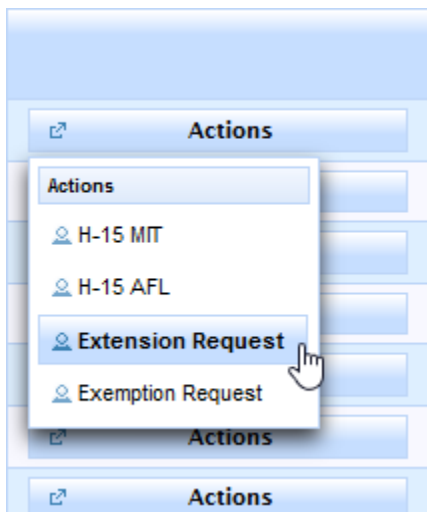 Actions
Actions
H-15 MIT
H-15 AFL
Extension Request
Exemption Request
Actions
Actions